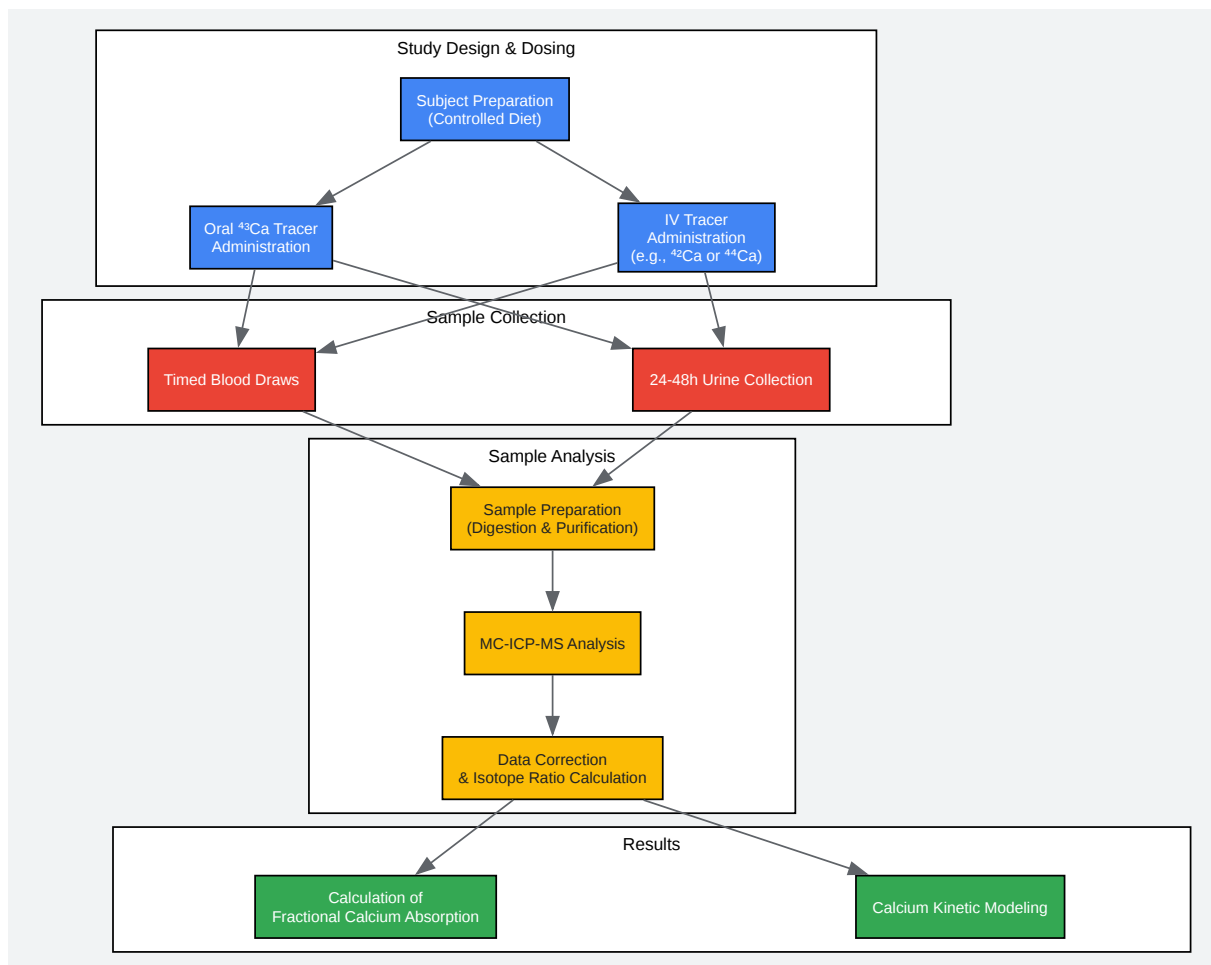 Study Design & Dosing
Subject Preparation
(Controlled Diet)
Oral ⁴³Ca Tracer
Administration
IV Tracer
Administration
(e.g., ⁴²Ca or ⁴⁴Ca)
Sample Collection
Timed Blood Draws
24-48h Urine Collection
Sample Analysis
Sample Preparation
(Digestion & Purification)
MC-ICP-MS Analysis
Data Correction
& Isotope Ratio Calculation
Results
Calculation of
Fractional Calcium Absorption
Calcium Kinetic Modeling